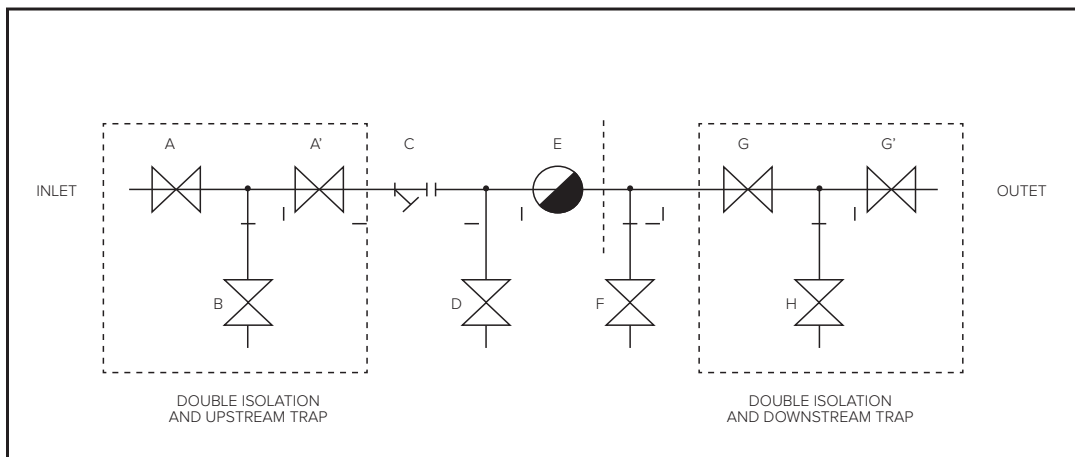 A
A'
C
E
G
G'
INLET
OUTET
B
D
F
H
DOUBLE ISOLATION
AND UPSTREAM TRAP
DOUBLE ISOLATION
AND DOWNSTREAM TRAP